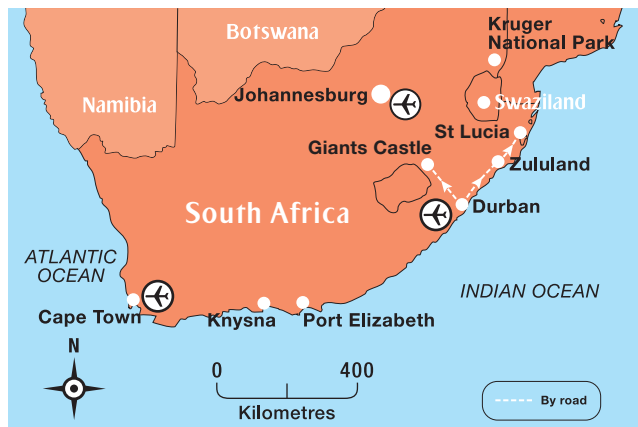 Kruger
National Park
Botswana
Johannesburg
Namibia
Swaziland
St Lucia
Giants Castle
Zululand
South Africa
Durban
ATLANTIC
OCEAN
INDIAN OCEAN
Cape Town
Knysna
Port Elizabeth
N
0
400
Kilometres
By road